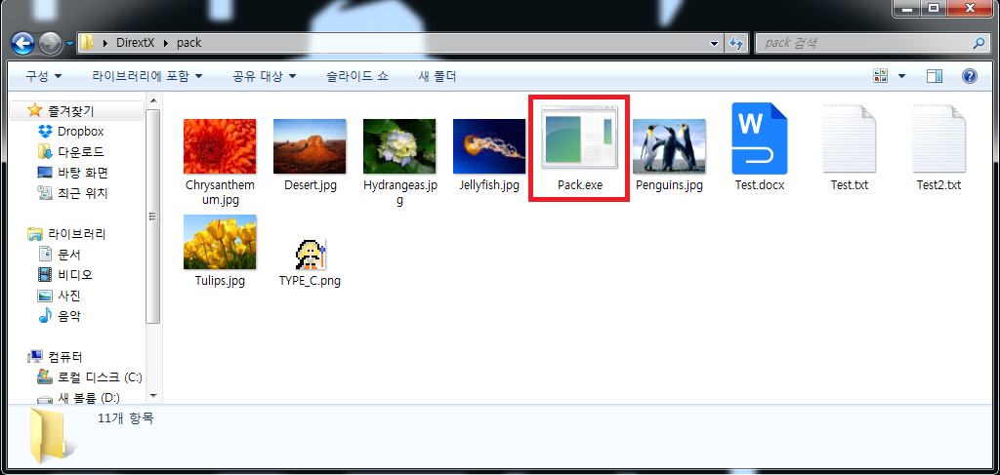 DirextX ▸ pack
pack 검색
구성 ▼ 라이브러리에 포함 ▼ 공유 대상 ▼ 슬라이드 쇼 새 폴더
즐겨찾기
Dropbox
다운로드
바탕 화면
최근 위치
라이브러리
문서
비디오
사진
음악
컴퓨터
로컬 디스크 (C:)
새 볼륨 (D:)
Chrysanthem
um.jpg
Desert.jpg
Hydrangeas.jp
g
Jellyfish.jpg
Pack.exe
Penguins.jpg
W
Test.docx
Test.txt
Test2.txt
Tulips.jpg
TYPE_C.png
11개 항목